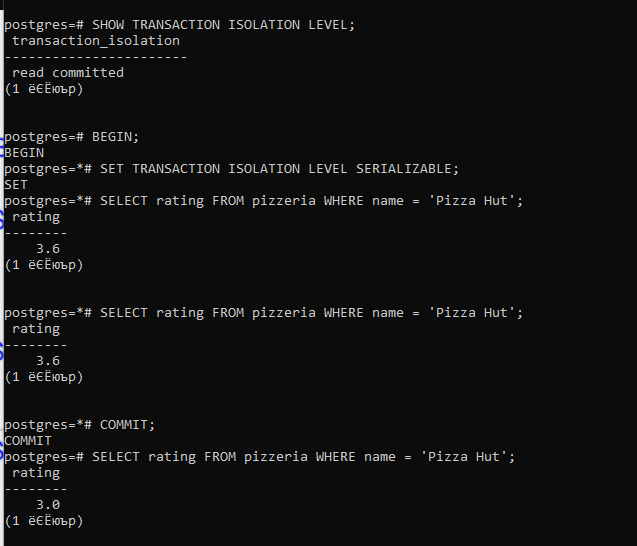 postgres=# SHOW TRANSACTION ISOLATION LEVEL;
 transaction_isolation
-----------------------
 read committed
(1 ёЄЁюър)
postgres=# BEGIN;
BEGIN
postgres=*# SET TRANSACTION ISOLATION LEVEL SERIALIZABLE;
SET
postgres=*# SELECT rating FROM pizzeria WHERE name = 'Pizza Hut';
 rating
--------
    3.6
(1 ёЄЁюър)
postgres=*# SELECT rating FROM pizzeria WHERE name = 'Pizza Hut';
 rating
--------
    3.6
(1 ёЄЁюър)
postgres=*# COMMIT;
COMMIT
postgres=# SELECT rating FROM pizzeria WHERE name = 'Pizza Hut';
 rating
--------
    3.0
(1 ёЄЁюър)